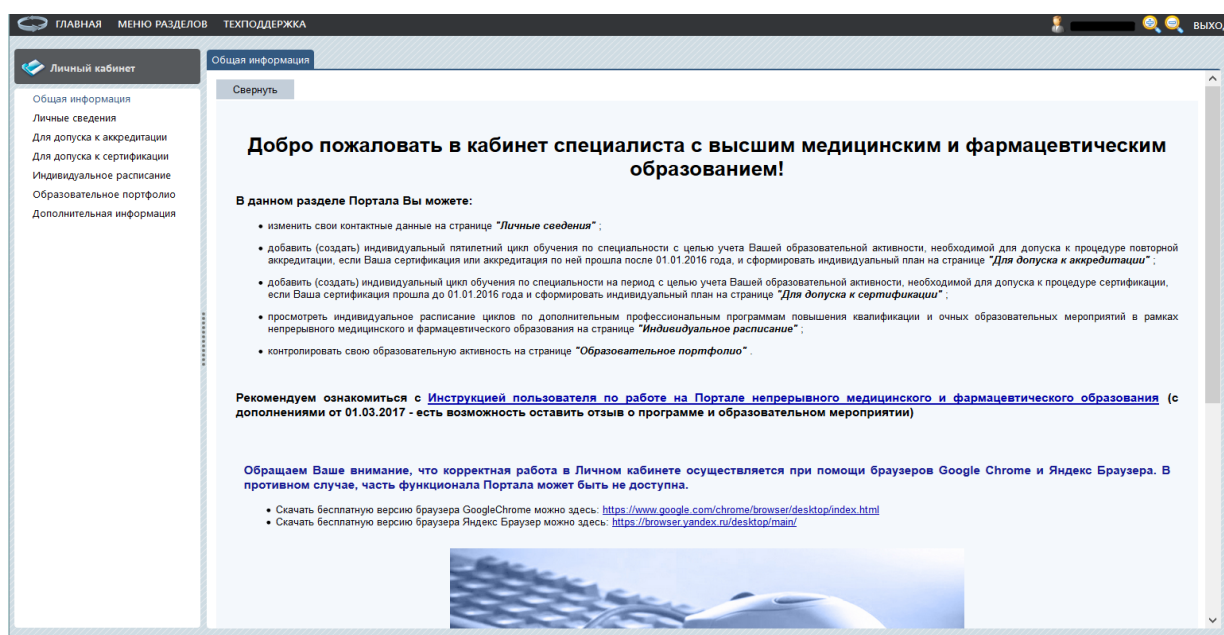 ГЛАВНАЯ МЕНЮ РАЗДЕЛОВ ТЕХПОДДЕРЖКА ВЫХОД
Личный кабинет
Общая информация
Личные сведения
Для допуска к аккредитации
Для допуска к сертификации
Индивидуальное расписание
Образовательное портфолио
Дополнительная информация
Общая информация
Свернуть
Добро пожаловать в кабинет специалиста с высшим медицинским и фармацевтическим
образованием!
В данном разделе Портала Вы можете:
• изменить свои контактные данные на странице "Личные сведения" ;
• добавить (создать) индивидуальный пятилетний цикл обучения по специальности с целью учета Вашей образовательной активности, необходимой для допуска к процедуре повторной
аккредитации, если Ваша сертификация или аккредитация по ней прошла после 01.01.2016 года, и сформировать индивидуальный план на странице "Для допуска к аккредитации" ;
• добавить (создать) индивидуальный цикл обучения по специальности на период с целью учета Вашей образовательной активности, необходимой для допуска к процедуре сертификации,
если Ваша сертификация прошла до 01.01.2016 года и сформировать индивидуальный план на странице "Для допуска к сертификации" ;
• просмотреть индивидуальное расписание циклов по дополнительным профессиональным программам повышения квалификации и очных образовательных мероприятий в рамках
непрерывного медицинского и фармацевтического образования на странице "Индивидуальное расписание" ;
• контролировать свою образовательную активность на странице "Образовательное портфолио" .
Рекомендуем ознакомиться с Инструкцией пользователя по работе на Портале непрерывного медицинского и фармацевтического образования (с
дополнениями от 01.03.2017 - есть возможность оставить отзыв о программе и образовательном мероприятии)
Обращаем Ваше внимание, что корректная работа в Личном кабинете осуществляется при помощи браузеров Google Chrome и Яндекс Браузера. В
противном случае, часть функционала Портала может быть не доступна.
• Скачать бесплатную версию браузера GoogleChrome можно здесь: https://www.google.com/chrome/browser/desktop/index.html
• Скачать бесплатную версию браузера Яндекс Браузер можно здесь: https://browser.yandex.ru/desktop/main/